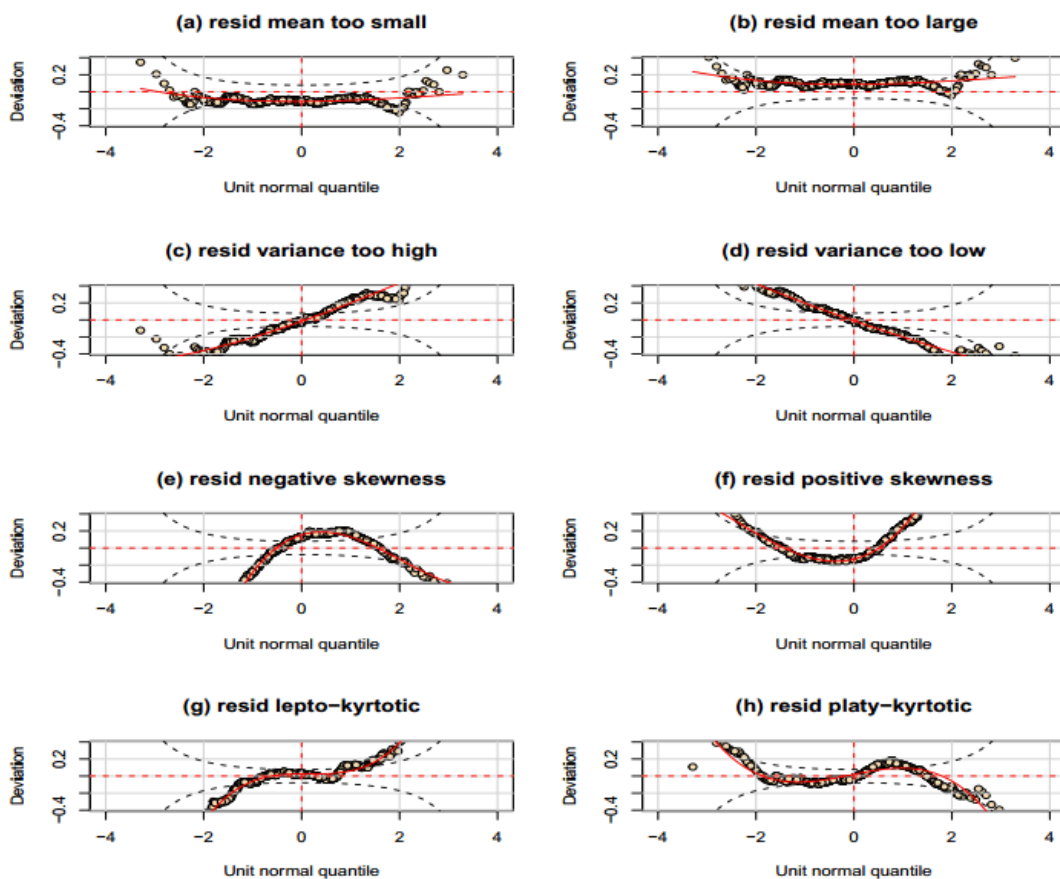 (a) resid mean too small
(b) resid mean too large
Deviation
−0.4 0.2
−4 −2 0 2 4
Unit normal quantile
Deviation
−0.4 0.2
−4 −2 0 2 4
Unit normal quantile
(c) resid variance too high
(d) resid variance too low
Deviation
−0.4 0.2
−4 −2 0 2 4
Unit normal quantile
Deviation
−0.4 0.2
−4 −2 0 2 4
Unit normal quantile
(e) resid negative skewness
(f) resid positive skewness
Deviation
−0.4 0.2
−4 −2 0 2 4
Unit normal quantile
Deviation
−0.4 0.2
−4 −2 0 2 4
Unit normal quantile
(g) resid lepto−kyrtotic
(h) resid platy−kyrtotic
Deviation
−0.4 0.2
−4 −2 0 2 4
Unit normal quantile
Deviation
−0.4 0.2
−4 −2 0 2 4
Unit normal quantile